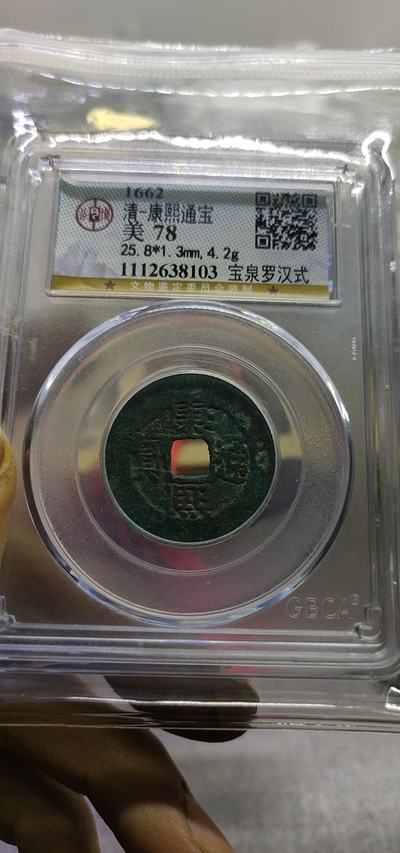 1662
清-康熙通宝
美 78
25.8*1.3mm, 4.2g
1112638103 宝泉罗汉式
文物鉴定委员会监制
康熙通寶
GBCA®